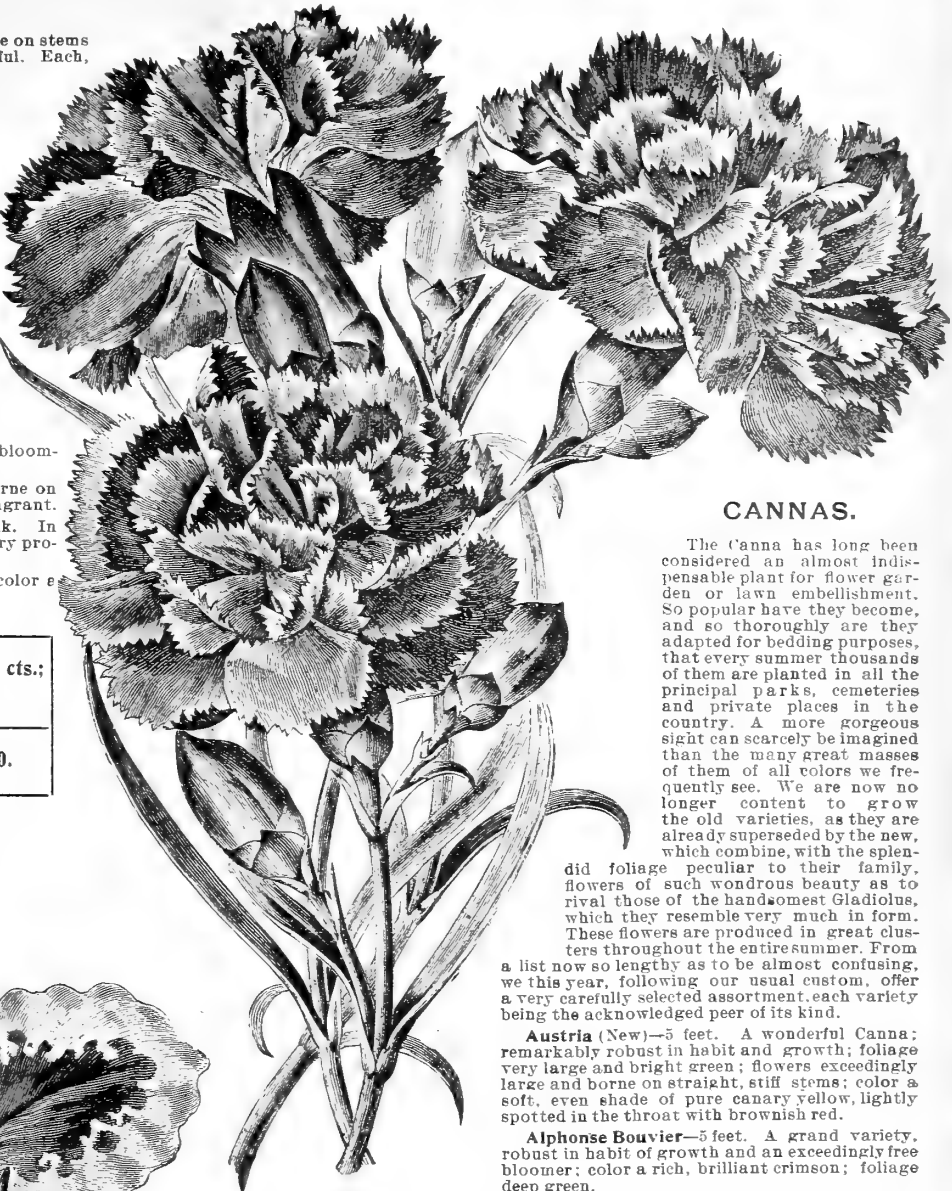 e on stems
ful. Each,
bloom-
rne on
grant.
k. In
ry pro-
color a
cts.;
0.
CANNAS.
The Canna has long been
considered an almost indis-
pensable plant for flower gar-
den or lawn embellishment.
So popular have they become,
and so thoroughly are they
adapted for bedding purposes,
that every summer thousands
of them are planted in all the
principal parks, cemeteries
and private places in the
country. A more gorgeous
sight can scarcely be imagined
than the many great masses
of them of all colors we fre-
quently see. We are now no
longer content to grow
the old varieties, as they are
already superseded by the new,
which combine, with the splen-
did foliage peculiar to their family,
flowers of such wondrous beauty as to
rival those of the handsomest Gladiolus,
which they resemble very much in form.
These flowers are produced in great clus-
ters throughout the entire summer. From
a list now so lengthy as to be almost confusing,
we this year, following our usual custom, offer
a very carefully selected assortment, each variety
being the acknowledged peer of its kind.
Austria (New)—5 feet. A wonderful Canna;
remarkably robust in habit and growth; foliage
very large and bright green; flowers exceedingly
large and borne on straight, stiff stems; color a
soft, even shade of pure canary yellow, lightly
spotted in the throat with brownish red.
Alphonse Bouvier—5 feet. A grand variety,
robust in habit of growth and an exceedingly free
bloomer; color a rich, brilliant crimson; foliage
deep green.